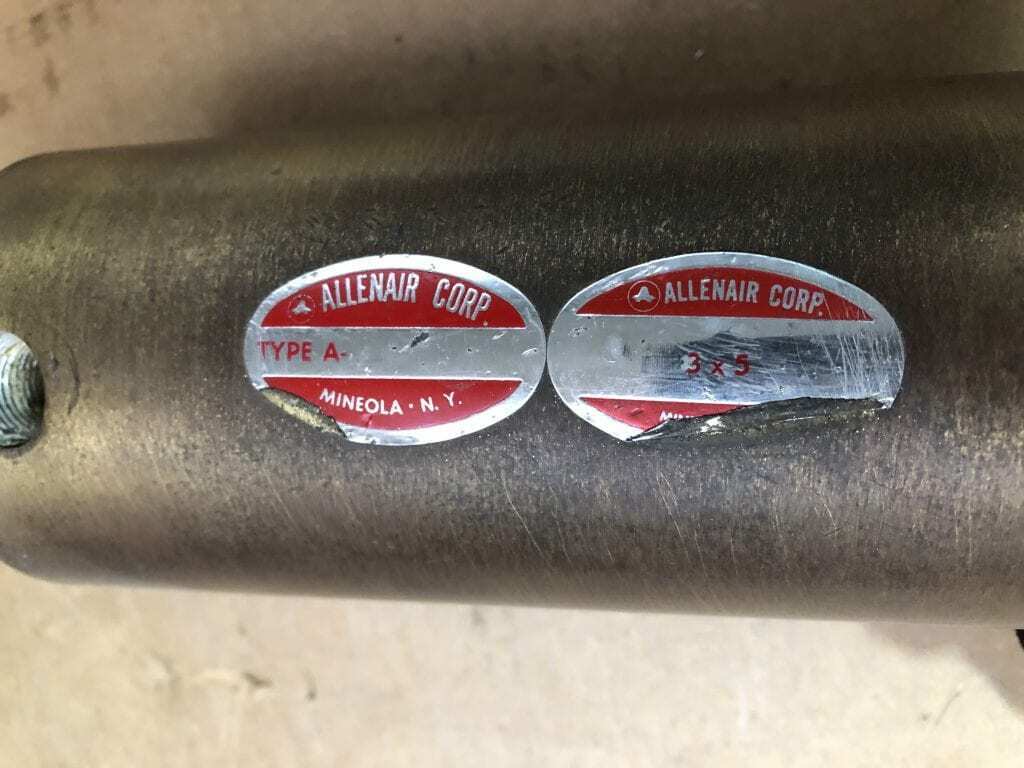 ALLENAIR CORP.
TYPE A-
MINEOLA · N. Y.
ALLENAIR CORP.
3 x 5